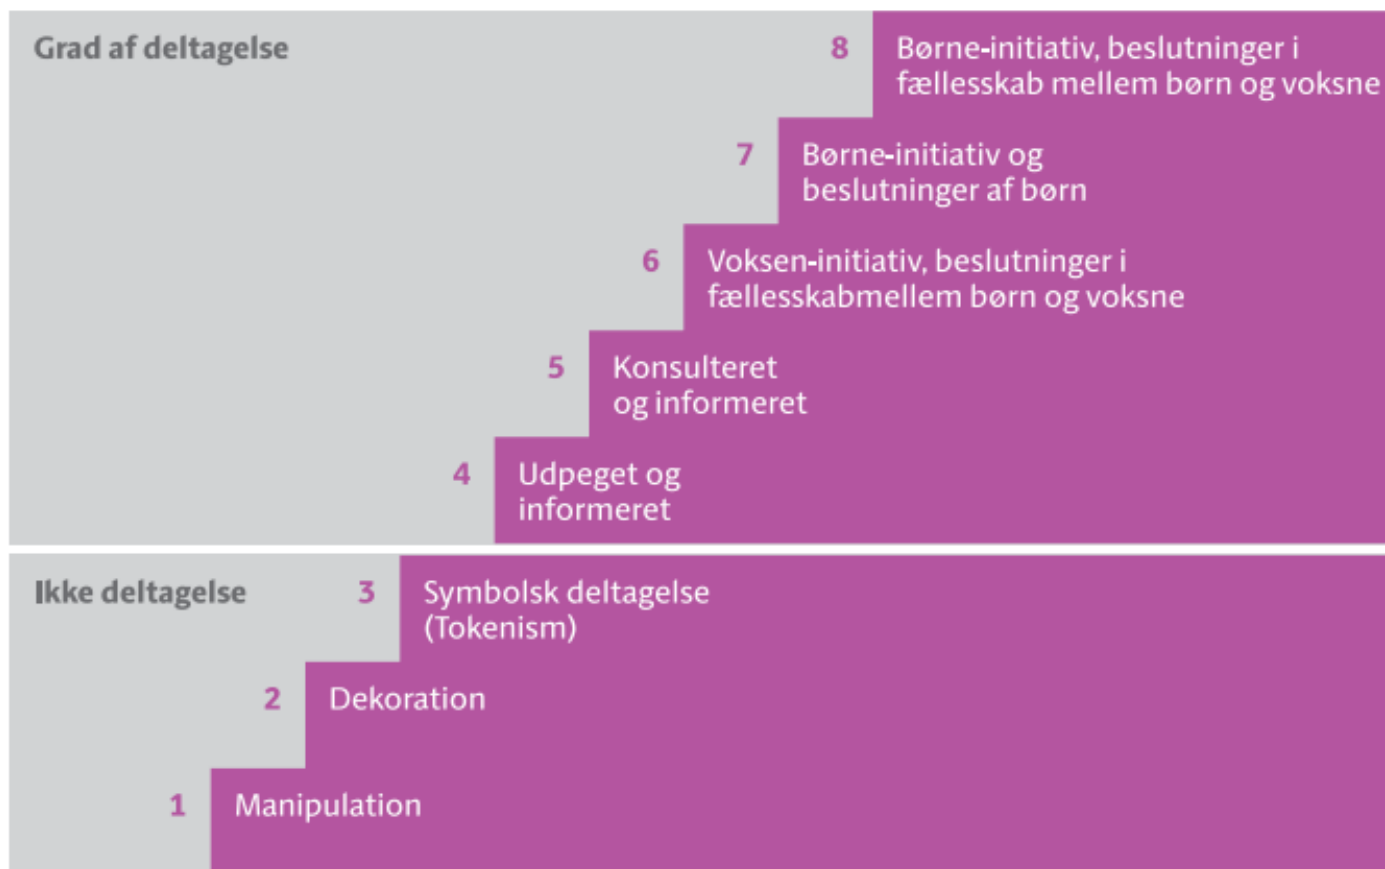 Grad af deltagelse
8
Børne-initiativ, beslutninger i
fællesskab mellem børn og voksne
7
Børne-initiativ og
beslutninger af børn
6
Voksen-initiativ, beslutninger i
fællesskabmellem børn og voksne
5
Konsulteret
og informeret
4
Udpeget og
informeret
Ikke deltagelse
3
Symbolsk deltagelse
(Tokenism)
2
Dekoration
1
Manipulation